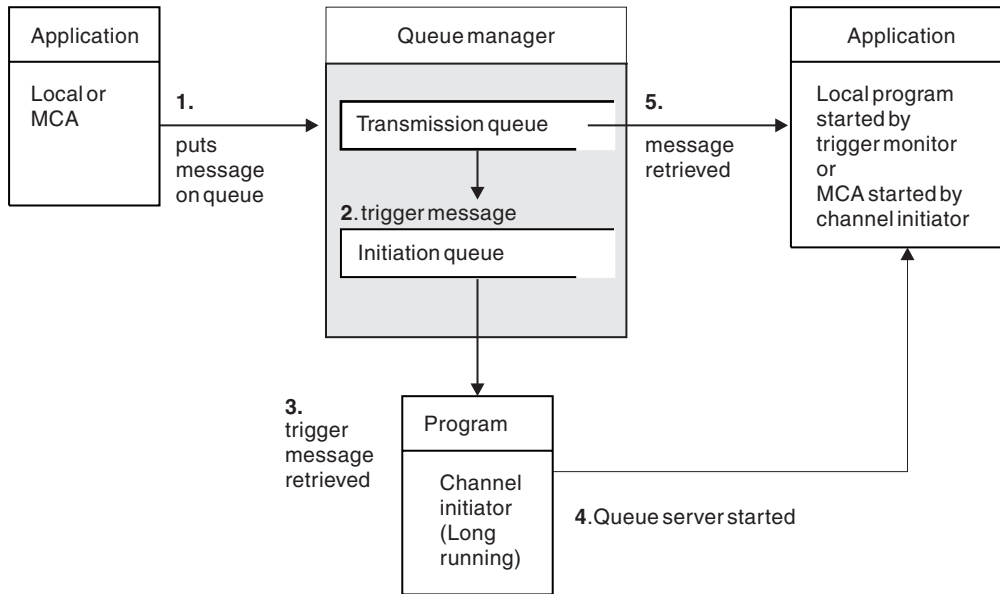 Application
Local or
MCA
1.
puts
message
on queue
Queue manager
Transmission queue
2. trigger message
Initiation queue
5.
message
retrieved
Application
Local program
started by
trigger monitor
or
MCA started by
channel initiator
3.
trigger
message
retrieved
Program
Channel
initiator
(Long
running)
4. Queue server started